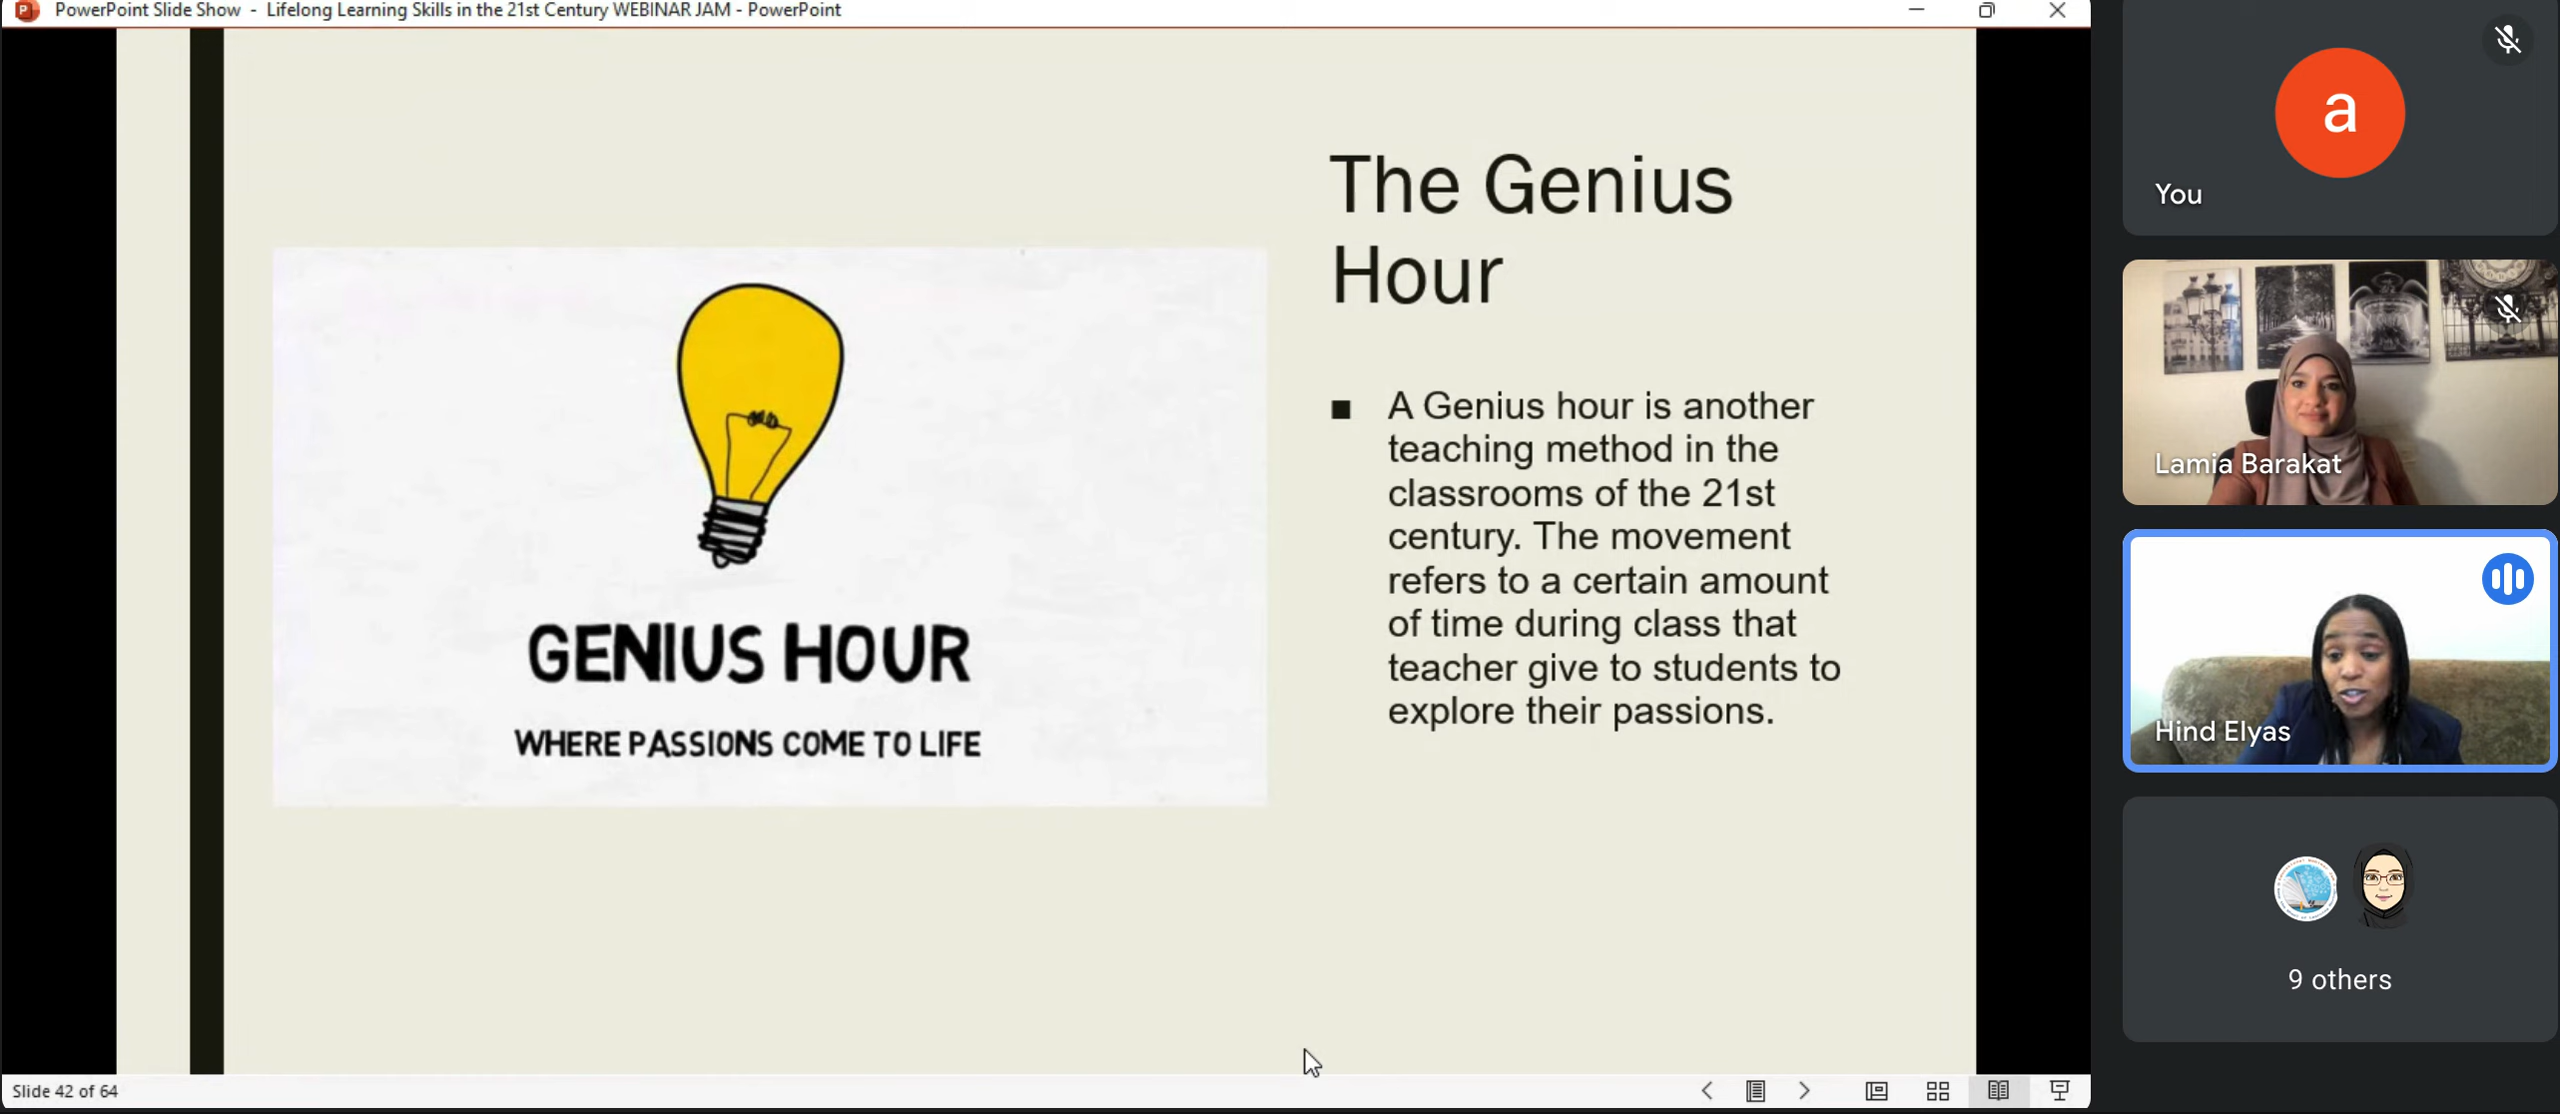 PowerPoint Slide Show - Lifelong Learning Skills in the 21st Century WEBINAR JAM - PowerPoint
The Genius
Hour
A Genius hour is another
teaching method in the
classrooms of the 21st
century. The movement
refers to a certain amount
of time during class that
teacher give to students to
explore their passions.
GENIUS HOUR
WHERE PASSIONS COME TO LIFE
Slide 42 of 64
a
You
Lamia Barakat
Hind Elyas
9 others